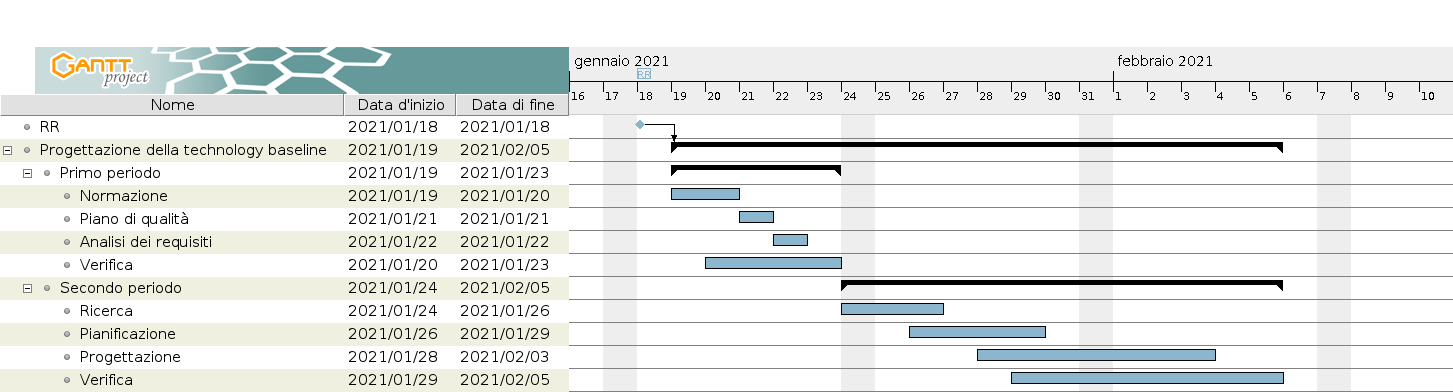 GANTT project
gennaio 2021
febbraio 2021
RR
16 17 18 19 20 21 22 23 24 25 26 27 28 29 30 31 1 2 3 4 5 6 7 8 9 10
Nome Data d'inizio Data di fine
RR 2021/01/18 2021/01/18
Progettazione della technology baseline 2021/01/19 2021/02/05
Primo periodo 2021/01/19 2021/01/23
Normazione 2021/01/19 2021/01/20
Piano di qualità 2021/01/21 2021/01/21
Analisi dei requisiti 2021/01/22 2021/01/22
Verifica 2021/01/20 2021/01/23
Secondo periodo 2021/01/24 2021/02/05
Ricerca 2021/01/24 2021/01/26
Pianificazione 2021/01/26 2021/01/29
Progettazione 2021/01/28 2021/02/03
Verifica 2021/01/29 2021/02/05